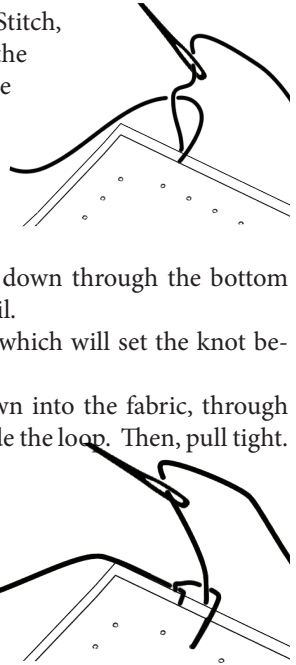 Stitch,
the
e
down through the bottom
il.
which will set the knot be-
wn into the fabric, through
le the loop. Then, pull tight.